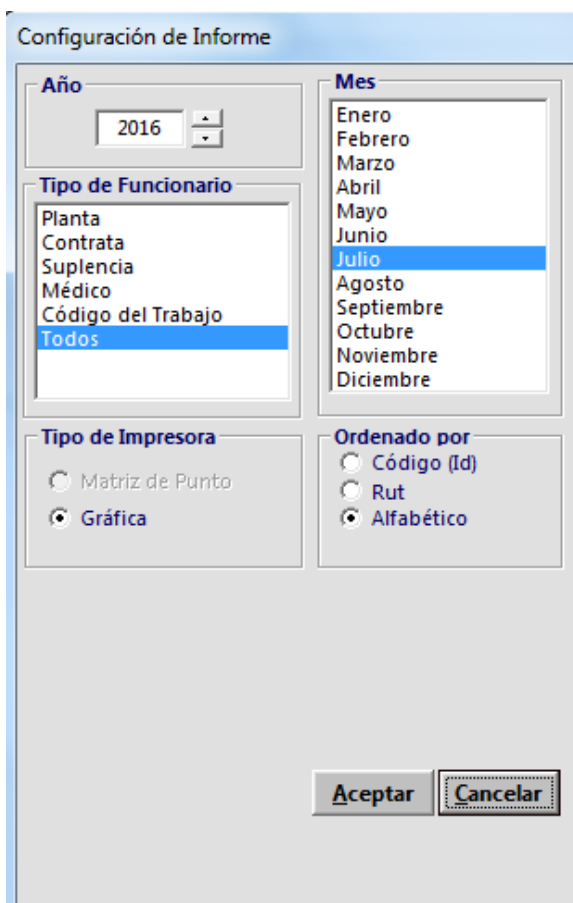 Configuración de Informe
Año
2016
Tipo de Funcionario
Planta
Contrata
Suplencia
Médico
Código del Trabajo
Todos
Mes
Enero
Febrero
Marzo
Abril
Mayo
Junio
Julio
Agosto
Septiembre
Octubre
Noviembre
Diciembre
Tipo de Impresora
Matriz de Punto
Gráfica
Ordenado por
Código (Id)
Rut
Alfabético
Aceptar
Cancelar